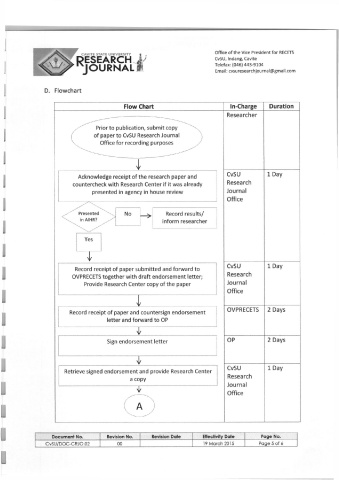 CAVITE STATE UNIVERSITY
RESEARCH
JOURNAL
Office of the Vice President for RECETS
CvSU, Indang, Cavite
Telefax: (046) 443-9134
Email: cvsu.researchjournal@gmail.com
D. Flowchart
Flow Chart In-Charge Duration
Researcher
Prior to publication, submit copy
of paper to CvSU Research Journal
Office for recording purposes
Acknowledge receipt of the research paper and
countercheck with Research Center if it was already
presented in agency in house review
CvSU
Research
Journal
Office
1 Day
Presented
in AIHR?
No
Record results/
inform researcher
Yes
Record receipt of paper submitted and forward to
OVPRECETS together with draft endorsement letter;
Provide Research Center copy of the paper
CvSU
Research
Journal
Office
1 Day
Record receipt of paper and countersign endorsement
letter and forward to OP
OVPRECETS
2 Days
Sign endorsement letter
OP
2 Days
Retrieve signed endorsement and provide Research Center
a copy
CvSU
Research
Journal
Office
1 Day
A
Document No. Revision No. Revision Date Effectivity Date Page No.
CvSU/DOC-CRJO 02 00 19 March 2015 Page 5 of 6